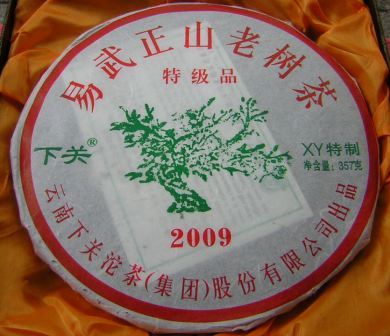 易武正山老树茶
特级品
下关®
XY特制
净含量:357克
2009
云南下关沱茶(集团)股份有限公司出品